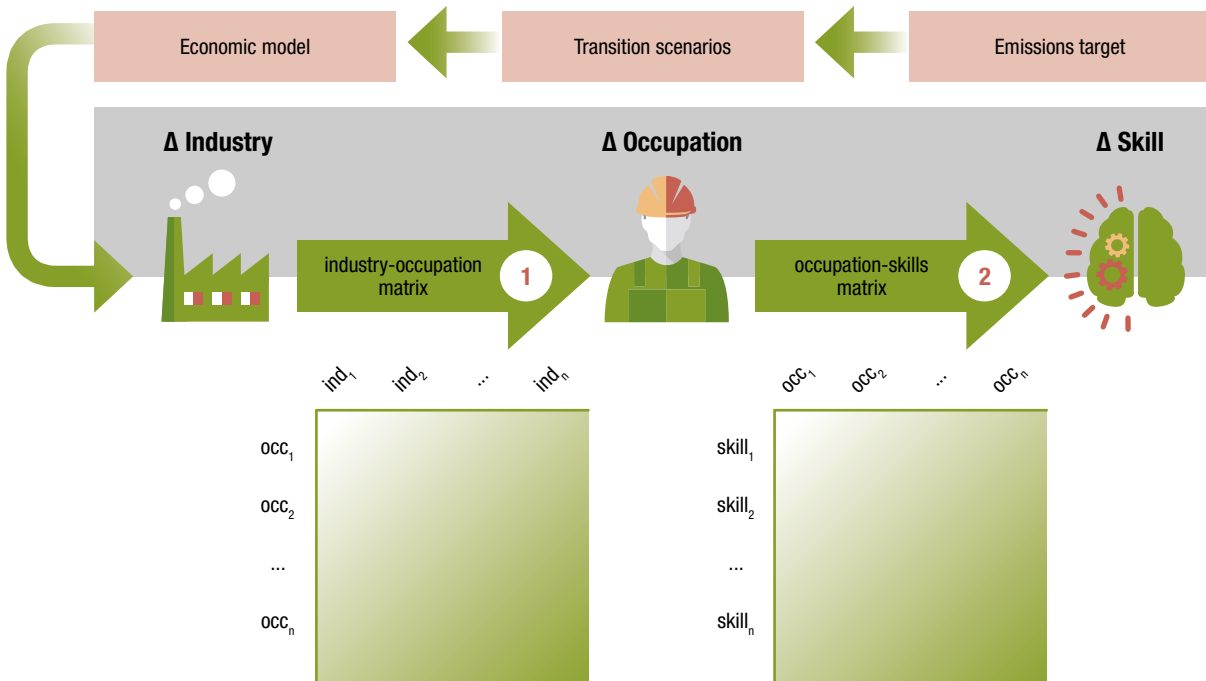 Economic model
Transition scenarios
Emissions target
Δ Industry
Δ Occupation
Δ Skill
industry-occupation
matrix
1
occupation-skills
matrix
2
ind₁
ind₂
...
indₙ
occ₁
occ₂
...
occₙ
occ₁
occ₂
...
occₙ
skill₁
skill₂
...
skillₙ